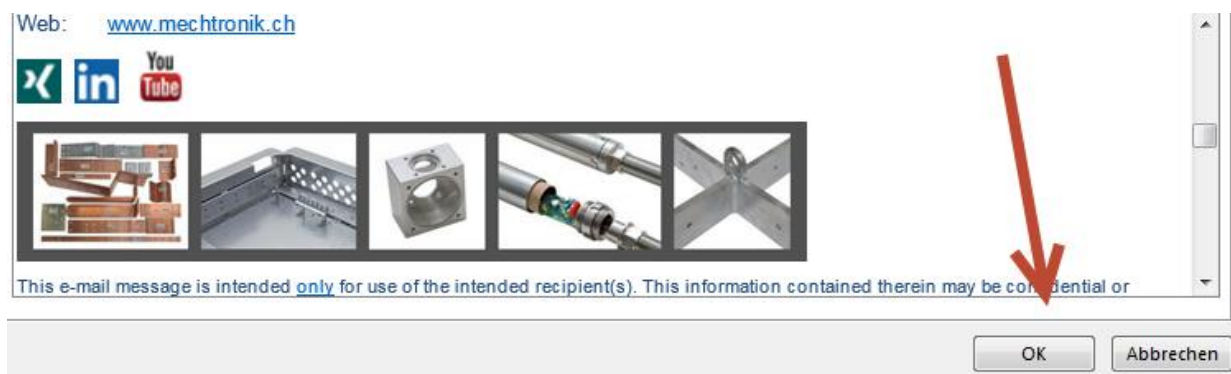 Web: www.mechtronik.ch
You
Tube
in
This e-mail message is intended only for use of the intended recipient(s). This information contained therein may be confidential or
OK
Abbrechen